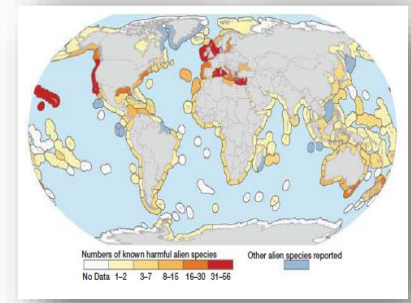 Numbers of known harmful alien species
Other alien species reported
No Data 1–2 3–7 8–15 16–30 31–56